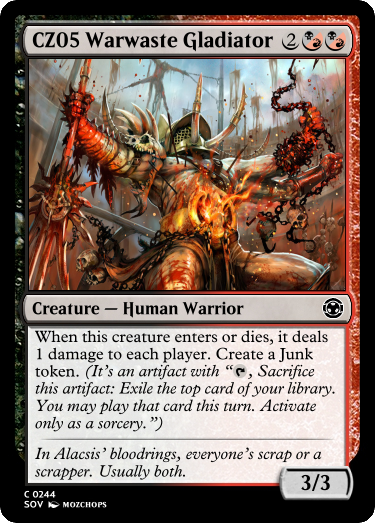 CZ05 Warwaste Gladiator 2
Creature — Human Warrior
When this creature enters or dies, it deals
1 damage to each player. Create a Junk
token. (It's an artifact with “, Sacrifice
this artifact: Exile the top card of your library.
You may play that card this turn. Activate
only as a sorcery.”)
In Alacsis' bloodrings, everyone's scrap or a
scrapper. Usually both.
3/3
C 0244
SOV MOZCHOPS